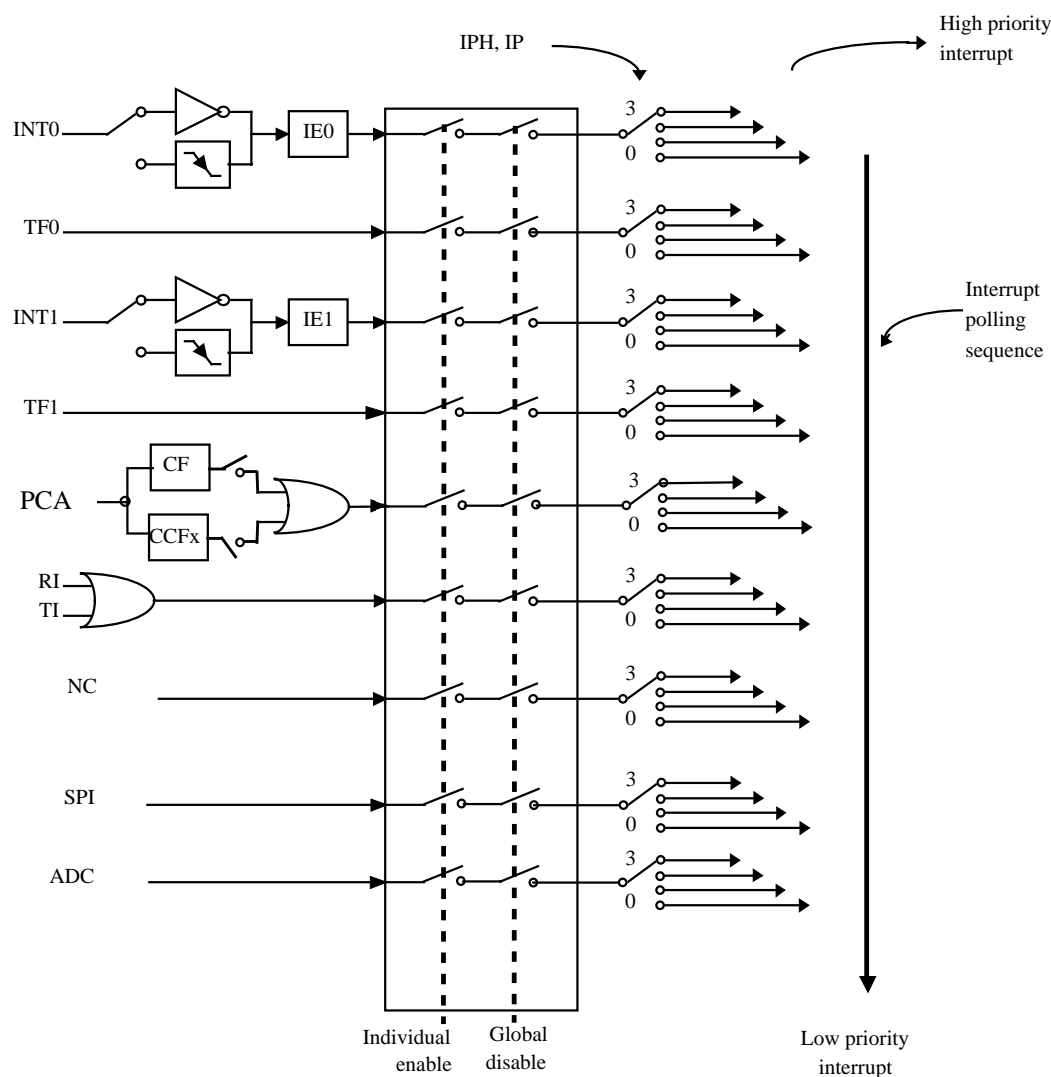 IPH, IP
High priority
interrupt
INT0
IE0
3
0
TF0
3
0
INT1
IE1
3
0
Interrupt
polling
sequence
TF1
3
0
PCA
CF
CCFx
3
0
RI
TI
3
0
NC
3
0
SPI
3
0
ADC
3
0
Individual
enable
Global
disable
Low priority
interrupt